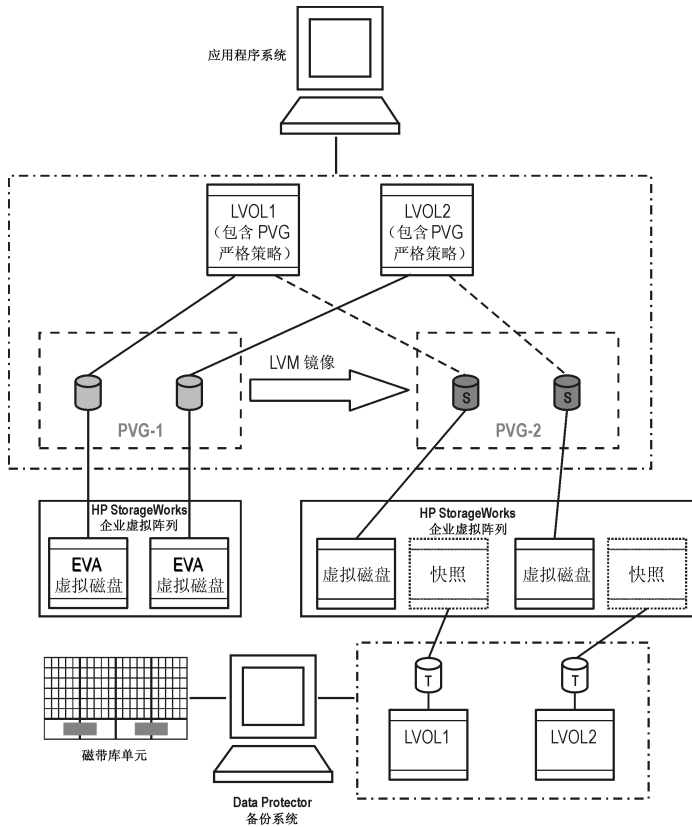 应用程序系统
LVOL1
（包含 PVG
严格策略）
LVOL2
（包含 PVG
严格策略）
LVM 镜像
S
S
PVG-1
PVG-2
HP StorageWorks
企业虚拟阵列
EVA
虚拟磁盘
EVA
虚拟磁盘
HP StorageWorks
企业虚拟阵列
虚拟磁盘
快照
虚拟磁盘
快照
T
T
LVOL1
LVOL2
磁带库单元
Data Protector
备份系统